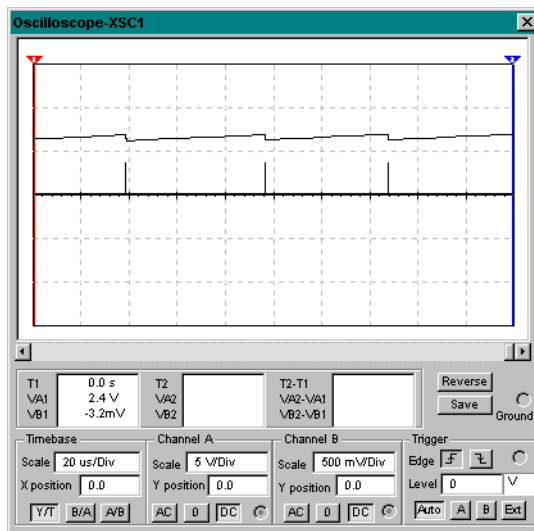 Oscilloscope-XSC1
1 2
T1 0.0 s T2 T2-T1 Reverse
VA1 2.4 V VA2 VA2-VA1 Save
VB1 -3.2mV VB2 VB2-VB1 Ground
Timebase Channel A Channel B Trigger
Scale 20 us/Div Scale 5 V/Div Scale 500 mV/Div Edge
X position 0.0 Y position 0.0 Y position 0.0 Level 0 V
Y/T B/A A/B AC 0 DC AC 0 DC Auto A B Ext